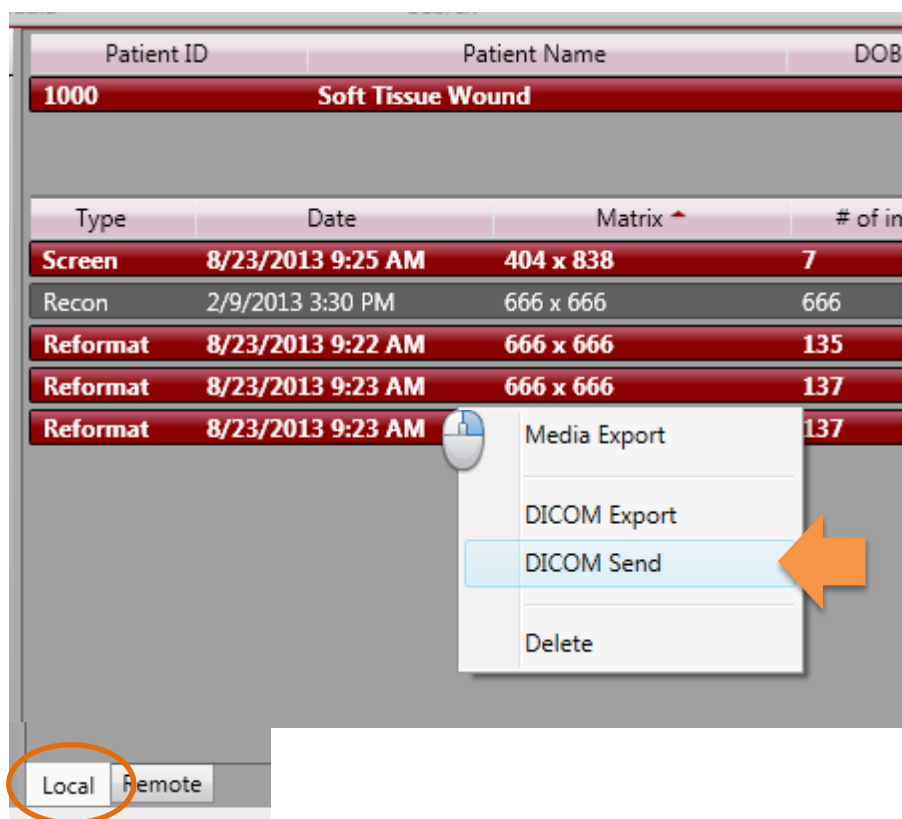 Patient ID Patient Name DOB
1000 Soft Tissue Wound
Type Date Matrix # of in
Screen 8/23/2013 9:25 AM 404 x 838 7
Recon 2/9/2013 3:30 PM 666 x 666 666
Reformat 8/23/2013 9:22 AM 666 x 666 135
Reformat 8/23/2013 9:23 AM 666 x 666 137
Reformat 8/23/2013 9:23 AM 137
Media Export
DICOM Export
DICOM Send
Delete
Local Remote